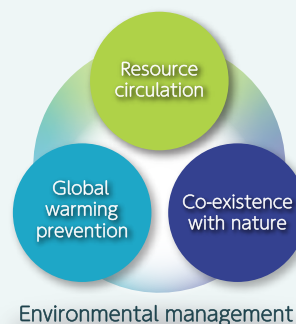 Resource
circulation
Global
warming
prevention
Co-existence
with nature
Environmental management